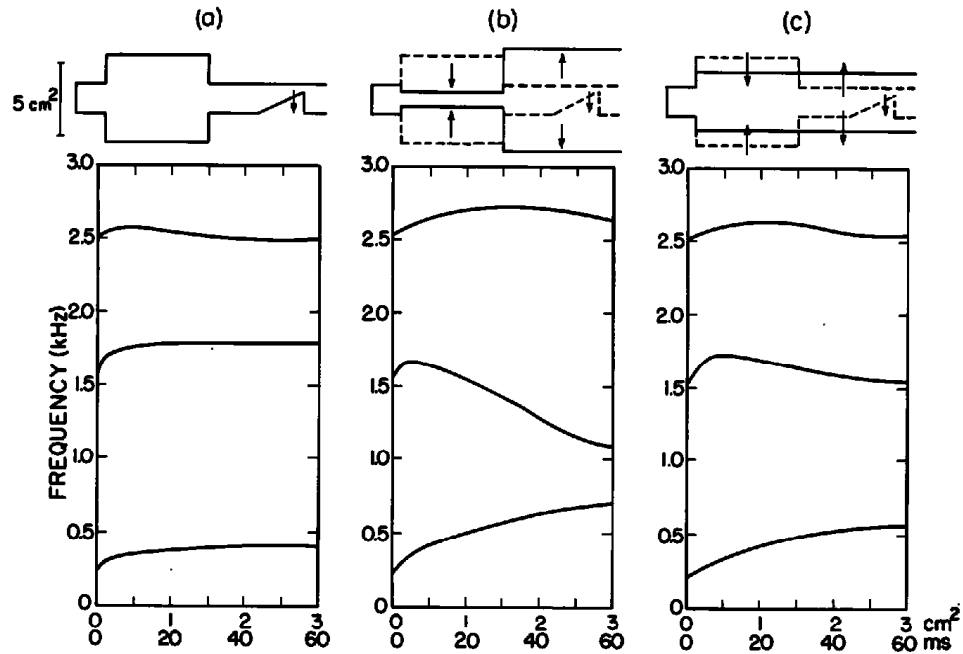 (a) (b) (c)
5 cm²
FREQUENCY (kHz)
3.0 3.0 3.0
2.5 2.5 2.5
2.0 2.0 2.0
1.5 1.5 1.5
1.0 1.0 1.0
0.5 0.5 0.5
0 0 0
0 1 2 3 0 1 2 3 0 1 2 3 cm²
0 20 40 60 0 20 40 60 0 20 40 60 ms